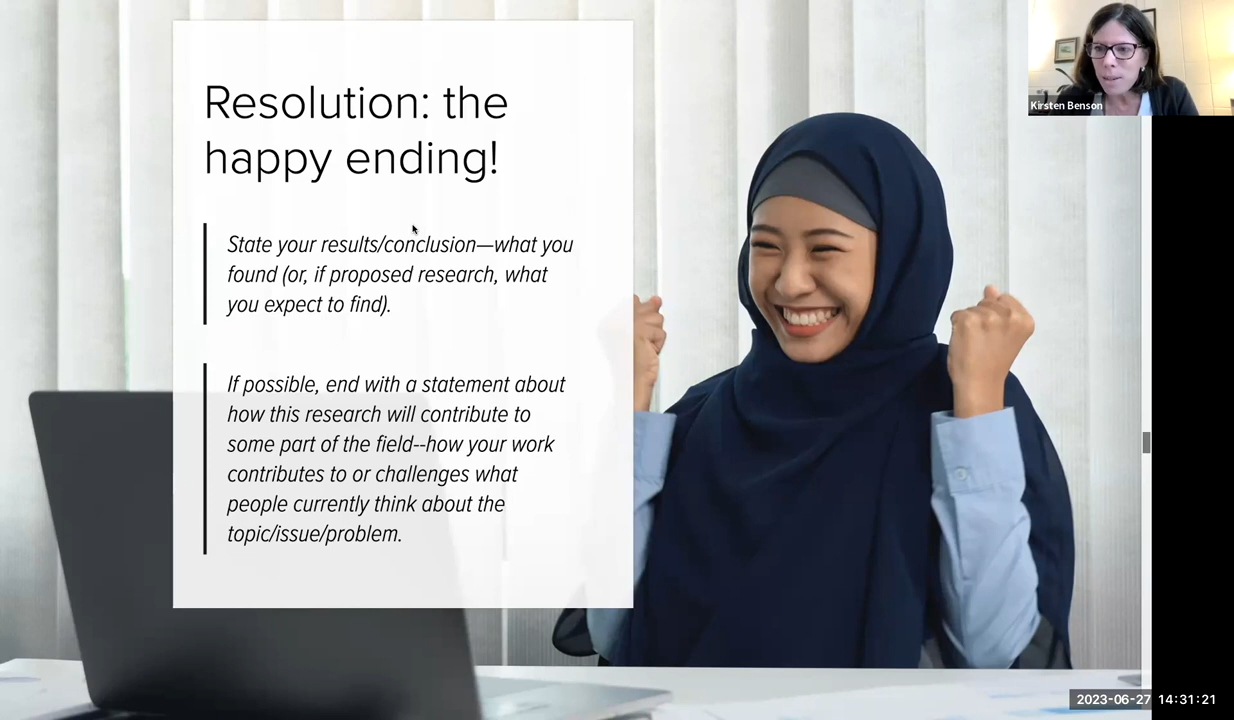 Resolution: the
happy ending!
State your results/conclusion—what you
found (or, if proposed research, what
you expect to find).
If possible, end with a statement about
how this research will contribute to
some part of the field--how your work
contributes to or challenges what
people currently think about the
topic/issue/problem.
Kirsten Benson
2023-06-27 14:31:21